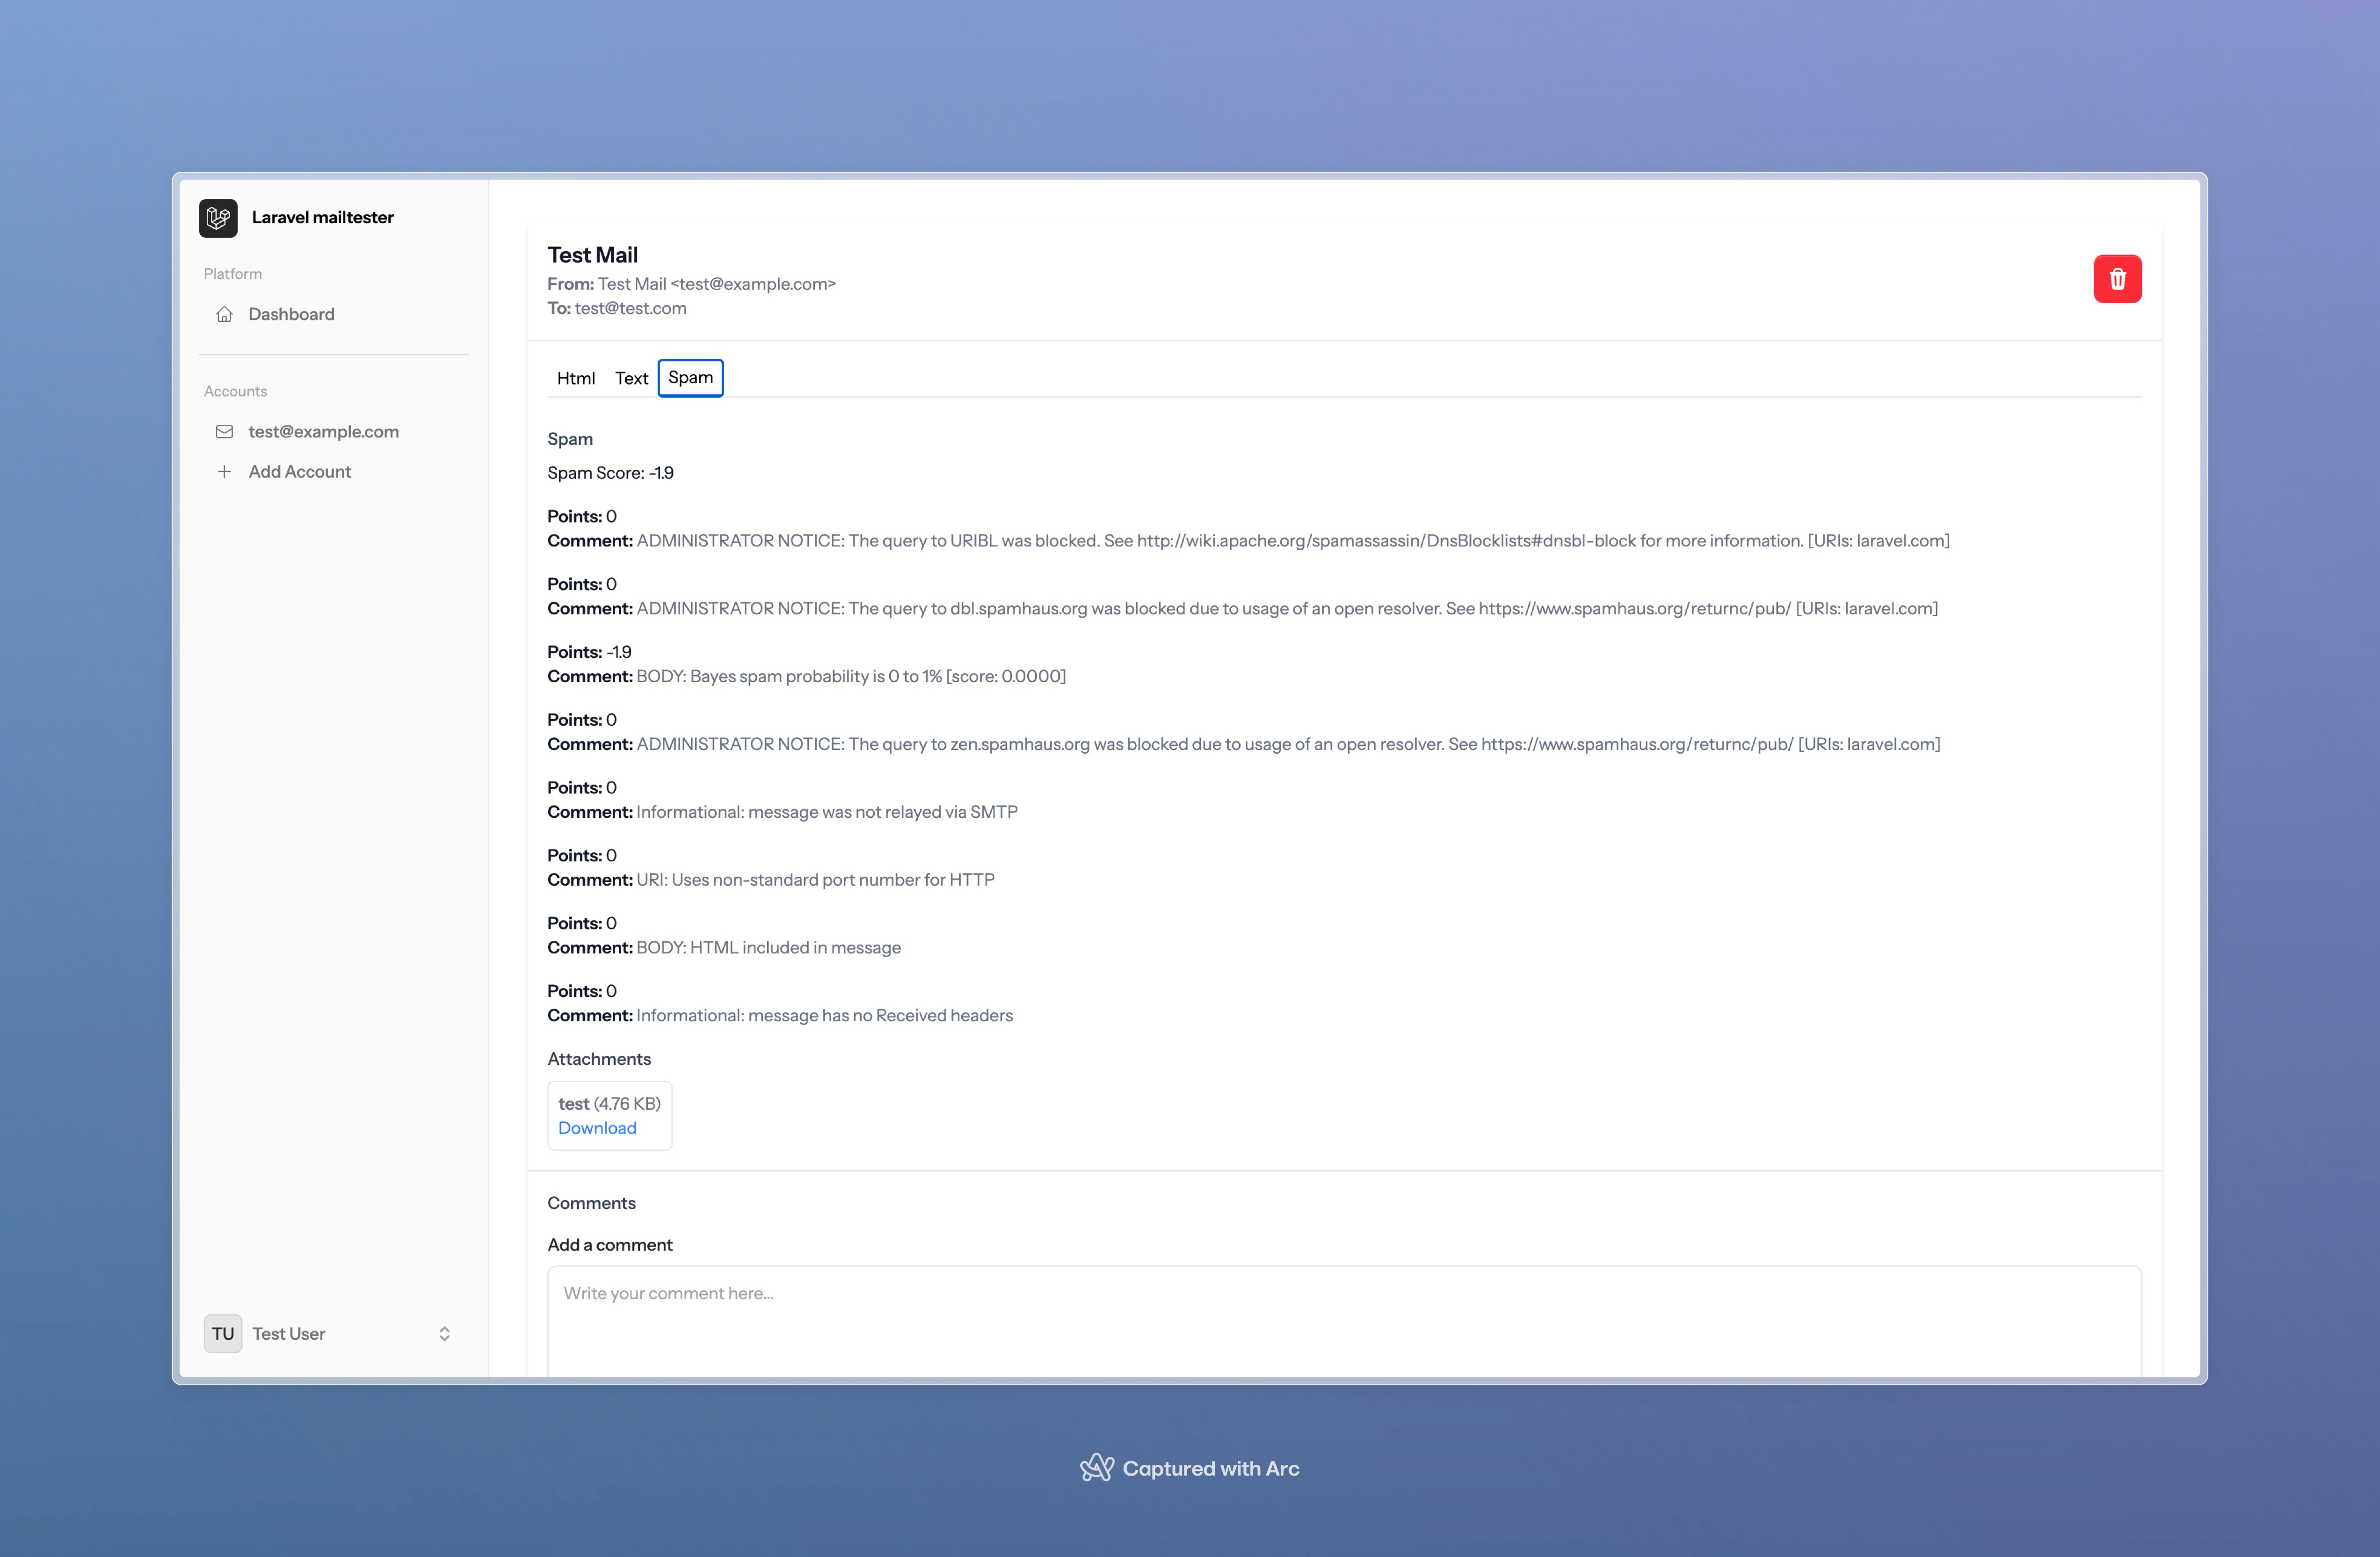 Laravel mailtester
Platform
Dashboard
Accounts
test@example.com
Add Account
TU Test User
Test Mail
From: Test Mail <test@example.com>
To: test@test.com
Html Text Spam
Spam
Spam Score: -1.9
Points: 0
Comment: ADMINISTRATOR NOTICE: The query to URIBL was blocked. See http://wiki.apache.org/spamassassin/DnsBlocklists#dnsbl-block for more information. [URIs: laravel.com]
Points: 0
Comment: ADMINISTRATOR NOTICE: The query to dbl.spamhaus.org was blocked due to usage of an open resolver. See https://www.spamhaus.org/returnc/pub/ [URIs: laravel.com]
Points: -1.9
Comment: BODY: Bayes spam probability is 0 to 1% [score: 0.0000]
Points: 0
Comment: ADMINISTRATOR NOTICE: The query to zen.spamhaus.org was blocked due to usage of an open resolver. See https://www.spamhaus.org/returnc/pub/ [URIs: laravel.com]
Points: 0
Comment: Informational: message was not relayed via SMTP
Points: 0
Comment: URI: Uses non-standard port number for HTTP
Points: 0
Comment: BODY: HTML included in message
Points: 0
Comment: Informational: message has no Received headers
Attachments
test (4.76 KB)
Download
Comments
Add a comment
Write your comment here...
Captured with Arc